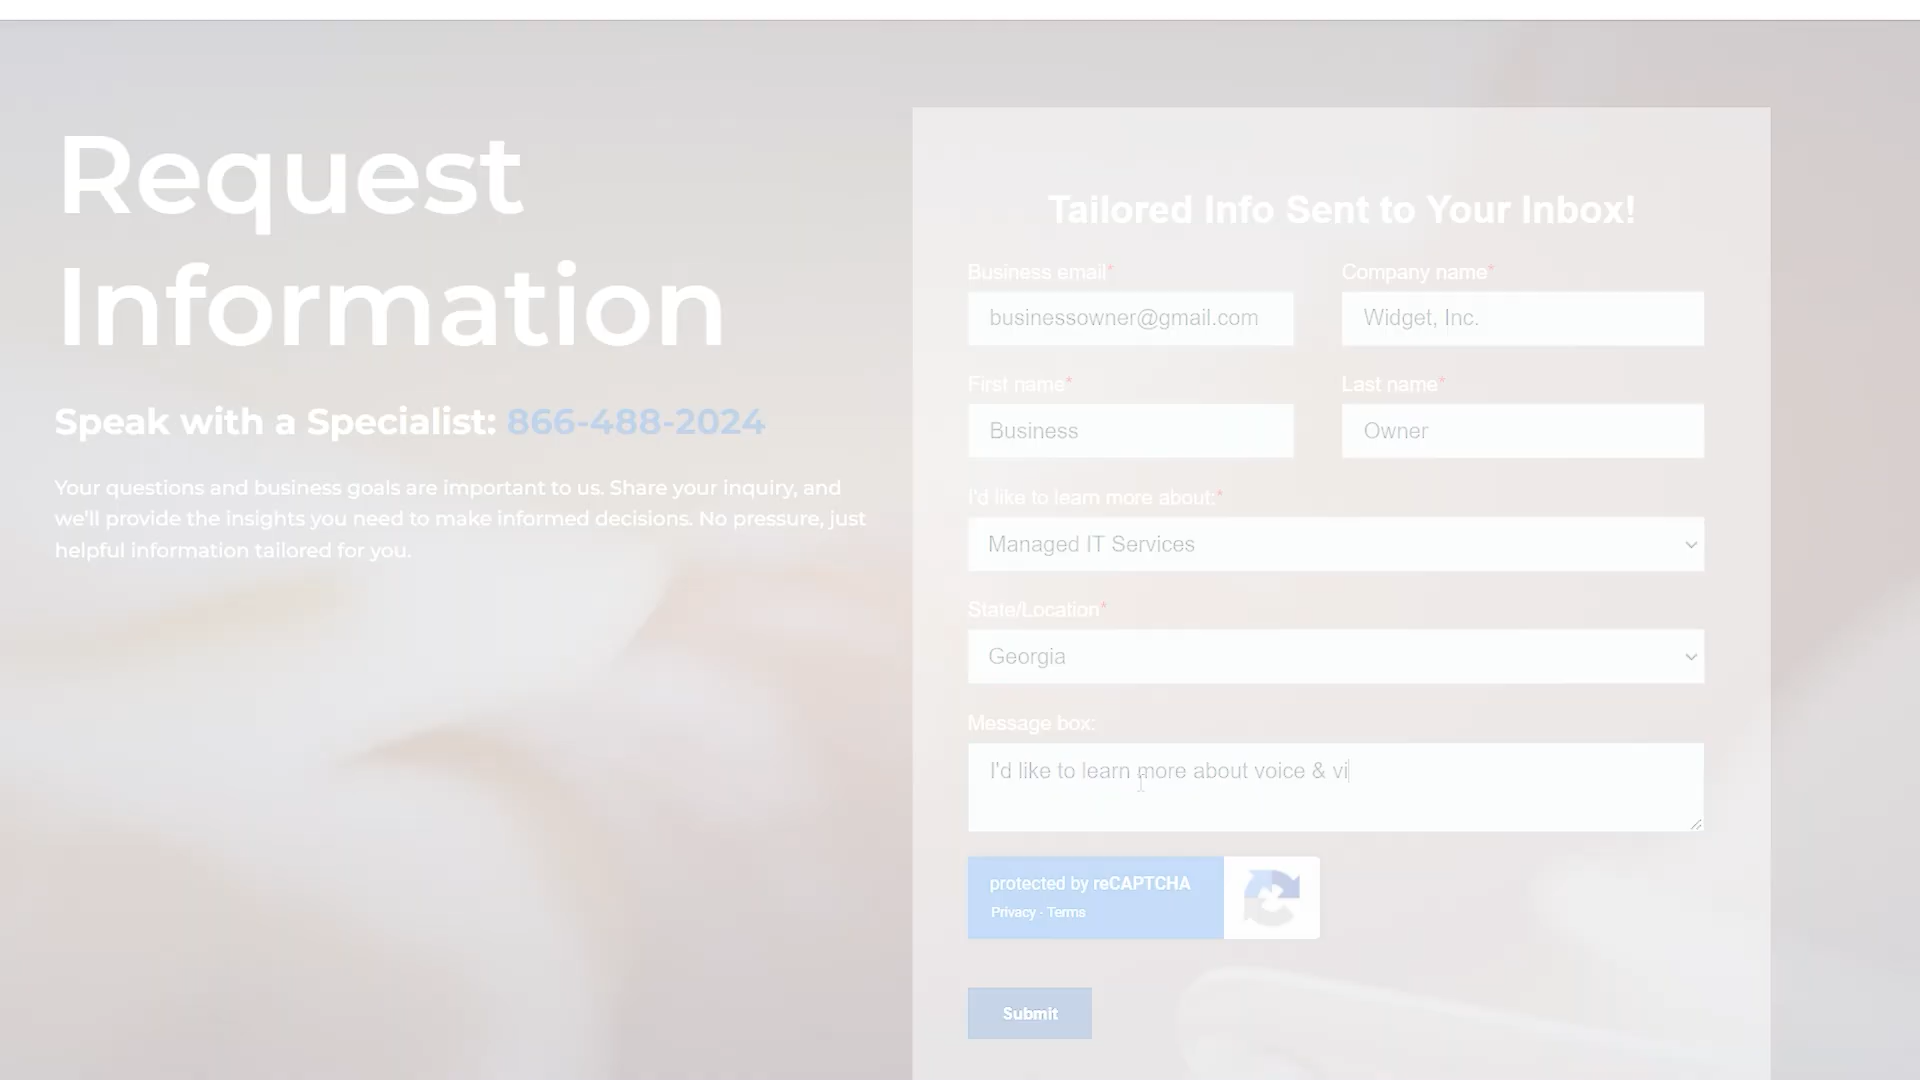 Request
Information
Speak with a Specialist: 866-488-2024
Your questions and business goals are important to us. Share your inquiry, and
we'll provide the insights you need to make informed decisions. No pressure, just
helpful information tailored for you.
Tailored Info Sent to Your Inbox!
Business email*
Company name*
businessowner@gmail.com
Widget, Inc.
First name*
Last name*
Business
Owner
I'd like to learn more about:*
Managed IT Services
State/Location*
Georgia
Message box:
I'd like to learn more about voice & vi
protected by reCAPTCHA
Privacy - Terms
Submit